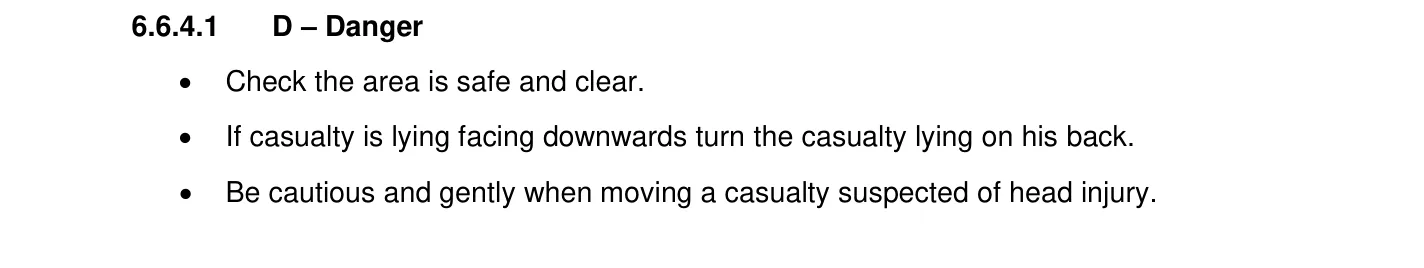 6.6.4.1 D – Danger
• Check the area is safe and clear.
• If casualty is lying facing downwards turn the casualty lying on his back.
• Be cautious and gently when moving a casualty suspected of head injury.